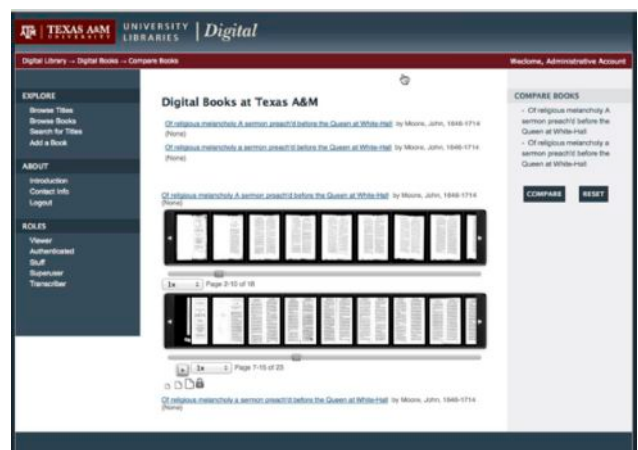 TEXAS A&M
UNIVERSITY
UNIVERSITY
LIBRARIES
Digital
Digital Library → Digital Books → Compare Books
Weclome, Administrative Account
EXPLORE
Browse Titles
Browse Books
Search for Titles
Add a Book
ABOUT
Introduction
Contact Info
Logout
ROLES
Viewer
Authenticated
Stuff
Superuser
Transcriber
Digital Books at Texas A&M
Of religious melancholy A sermon preach'd before the Queen at White-Hall by Moore, John, 1646-1714
(None)
Of religious melancholy a sermon preach'd before the Queen at White-Hall by Moore, John, 1646-1714
(None)
Of religious melancholy A sermon preach'd before the Queen at White-Hall by Moore, John, 1646-1714
(None)
1x
Page 2-10 of 18
1x
Page 7-15 of 23
Of religious melancholy a sermon preach'd before the Queen at White-Hall by Moore, John, 1646-1714
(None)
COMPARE BOOKS
- Of religious melancholy A
sermon preach'd before the
Queen at White-Hall
- Of religious melancholy a
sermon preach'd before the
Queen at White-Hall
COMPARE
RESET